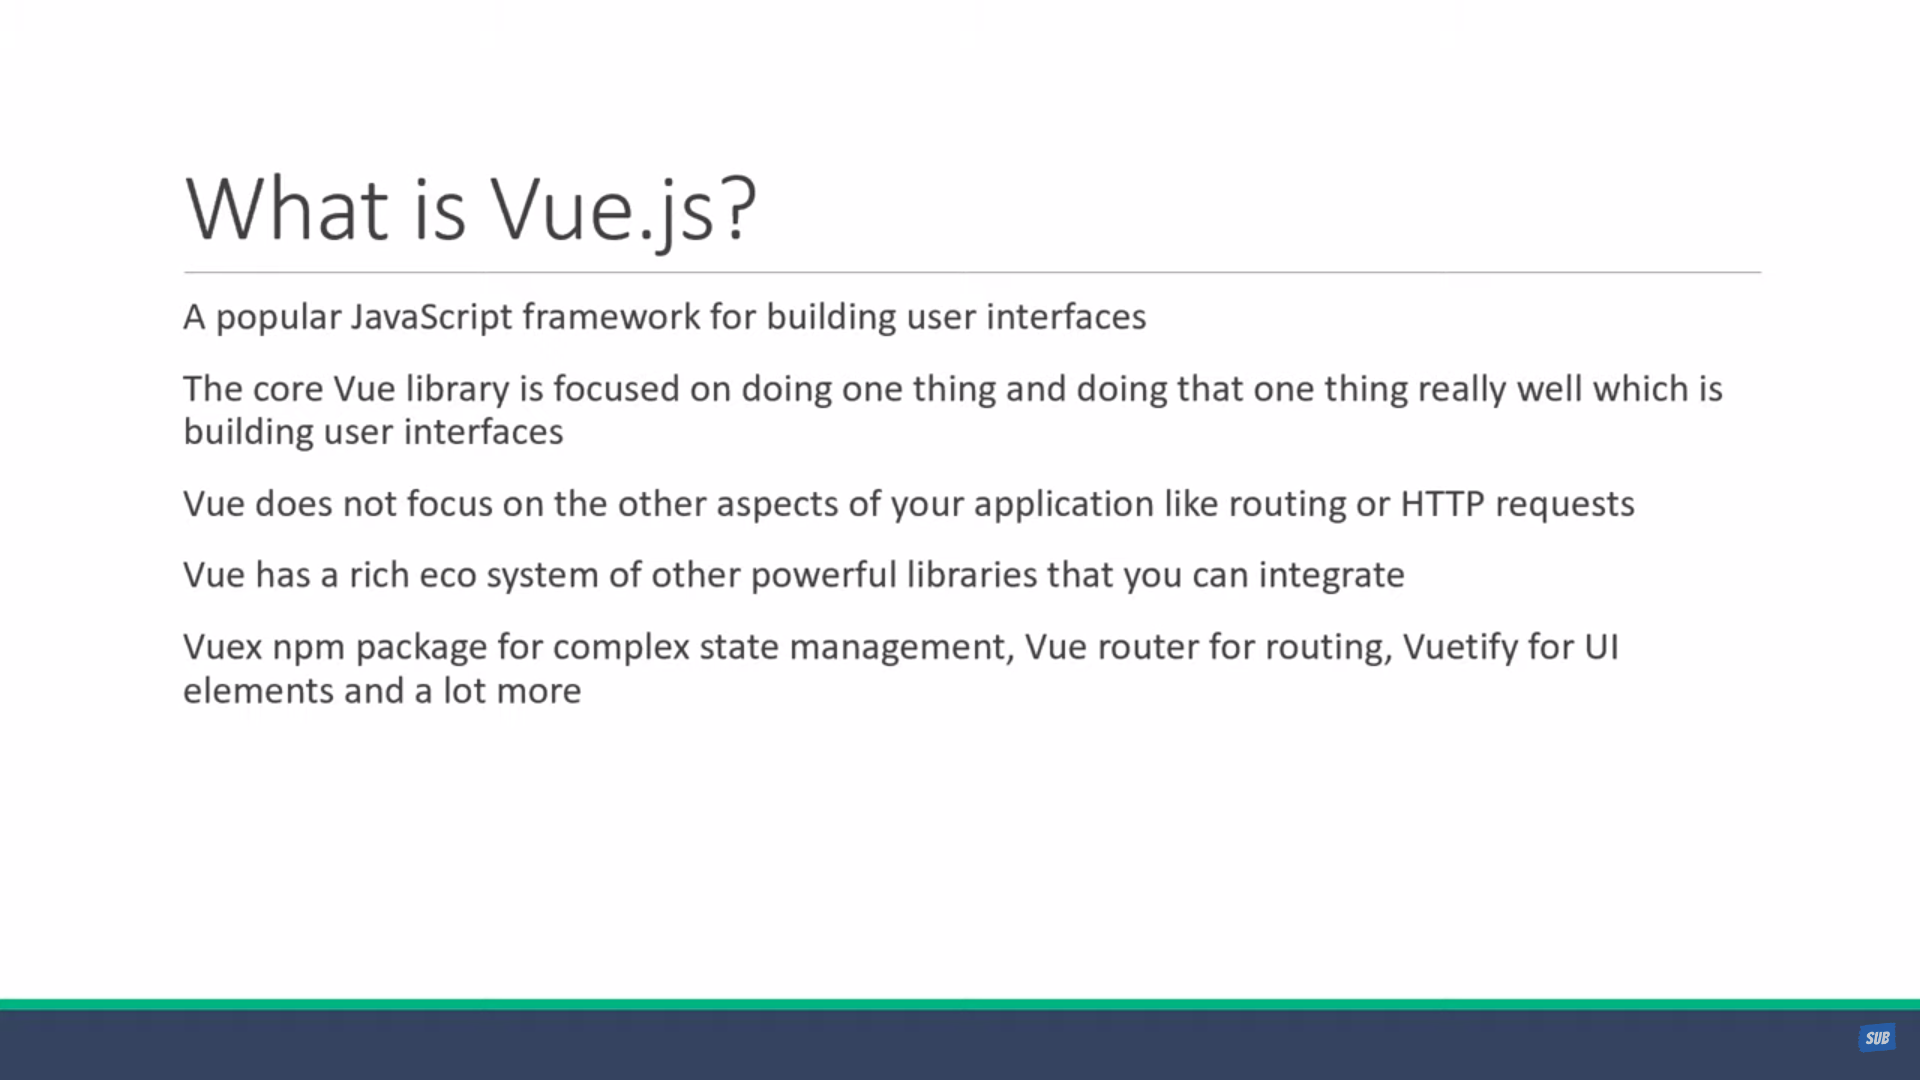 What is Vue.js?
A popular JavaScript framework for building user interfaces
The core Vue library is focused on doing one thing and doing that one thing really well which is
building user interfaces
Vue does not focus on the other aspects of your application like routing or HTTP requests
Vue has a rich eco system of other powerful libraries that you can integrate
Vuex npm package for complex state management, Vue router for routing, Vuetify for UI
elements and a lot more
SUB